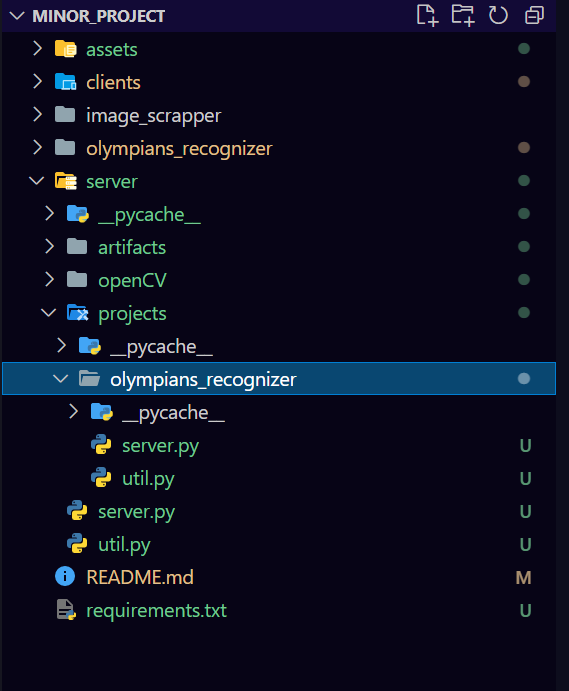 MINOR_PROJECT
assets
clients
image_scrapper
olympians_recognizer
server
__pycache__
artifacts
openCV
projects
__pycache__
olympians_recognizer
__pycache__
server.py U
util.py U
server.py U
util.py U
README.md M
requirements.txt U